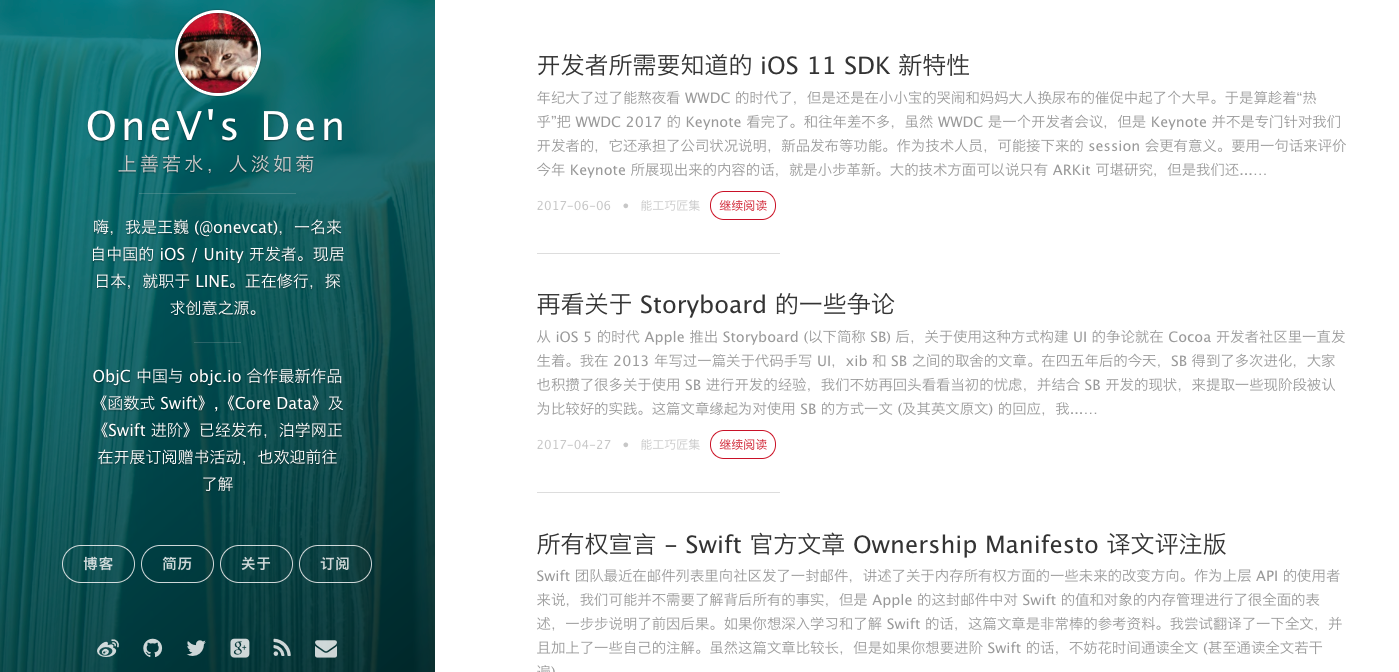 OneV's Den
上善若水，人淡如菊
嗨，我是王巍 (@onevcat)，一名来
自中国的 iOS / Unity 开发者。现居
日本，就职于 LINE。正在修行，探
求创意之源。
ObjC 中国与 objc.io 合作最新作品
《函数式 Swift》,《Core Data》及
《Swift 进阶》已经发布，泊学网正
在开展订阅赠书活动，也欢迎前往
了解
博客
简历
关于
订阅
开发者所需要知道的 iOS 11 SDK 新特性
年纪大了过了能熬夜看 WWDC 的时代了，但是还是在小小宝的哭闹和妈妈大人换尿布的催促中起了个大早。于是算趁着“热
乎”把 WWDC 2017 的 Keynote 看完了。和往年差不多，虽然 WWDC 是一个开发者会议，但是 Keynote 并不是专门针对我们
开发者的，它还承担了公司状况说明，新品发布等功能。作为技术人员，可能接下来的 session 会更有意义。要用一句话来评价
今年 Keynote 所展现出来的内容的话，就是小步革新。大的技术方面可以说只有 ARKit 可堪研究，但是我们还...……
2017-06-06 • 能工巧匠集 继续阅读
再看关于 Storyboard 的一些争论
从 iOS 5 的时代 Apple 推出 Storyboard (以下简称 SB) 后，关于使用这种方式构建 UI 的争论就在 Cocoa 开发者社区里一直发
生着。我在 2013 年写过一篇关于代码手写 UI，xib 和 SB 之间的取舍的文章。在四五年后的今天，SB 得到了多次进化，大家
也积攒了很多关于使用 SB 进行开发的经验，我们不妨再回头看看当初的忧虑，并结合 SB 开发的现状，来提取一些现阶段被认
为比较好的实践。这篇文章缘起为对使用 SB 的方式一文 (及其英文原文) 的回应，我...……
2017-04-27 • 能工巧匠集 继续阅读
所有权宣言 - Swift 官方文章 Ownership Manifesto 译文评注版
Swift 团队最近在邮件列表里向社区发了一封邮件，讲述了关于内存所有权方面的一些未来的改变方向。作为上层 API 的使用者
来说，我们可能并不需要了解背后所有的事实，但是 Apple 的这封邮件中对 Swift 的值和对象的内存管理进行了很全面的表
述，一步步说明了前因后果。如果你想深入学习和了解 Swift 的话，这篇文章是非常棒的参考资料。我尝试翻译了一下全文，并
且加上了一些自己的注解。虽然这篇文章比较长，但是如果你想要进阶 Swift 的话，不妨花时间通读全文 (甚至通读全文若干
遍)